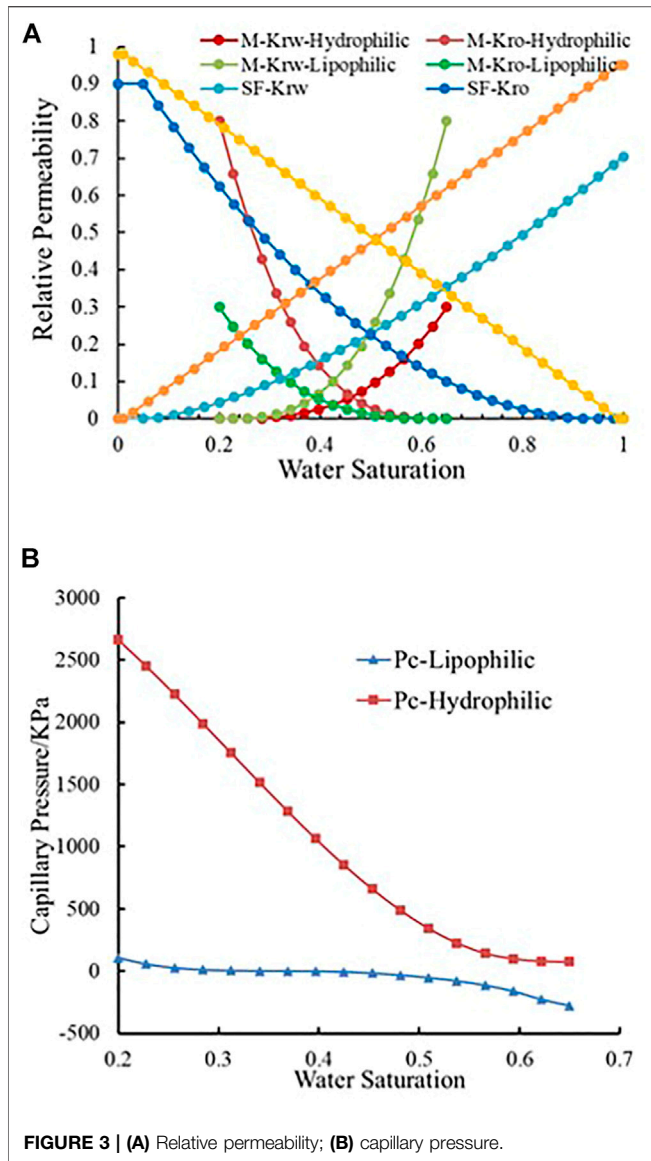 A
M-Krw-Hydrophilic M-Kro-Hydrophilic
M-Krw-Lipophilic M-Kro-Lipophilic
SF-Krw SF-Kro
Relative Permeability
1
0.9
0.8
0.7
0.6
0.5
0.4
0.3
0.2
0.1
0
0 0.2 0.4 0.6 0.8 1
Water Saturation
B
Capillary Pressure/KPa
3000
2500
2000
1500
1000
500
0
-500
Pc-Lipophilic
Pc-Hydrophilic
0.2 0.3 0.4 0.5 0.6 0.7
Water Saturation
FIGURE 3 | (A) Relative permeability; (B) capillary pressure.